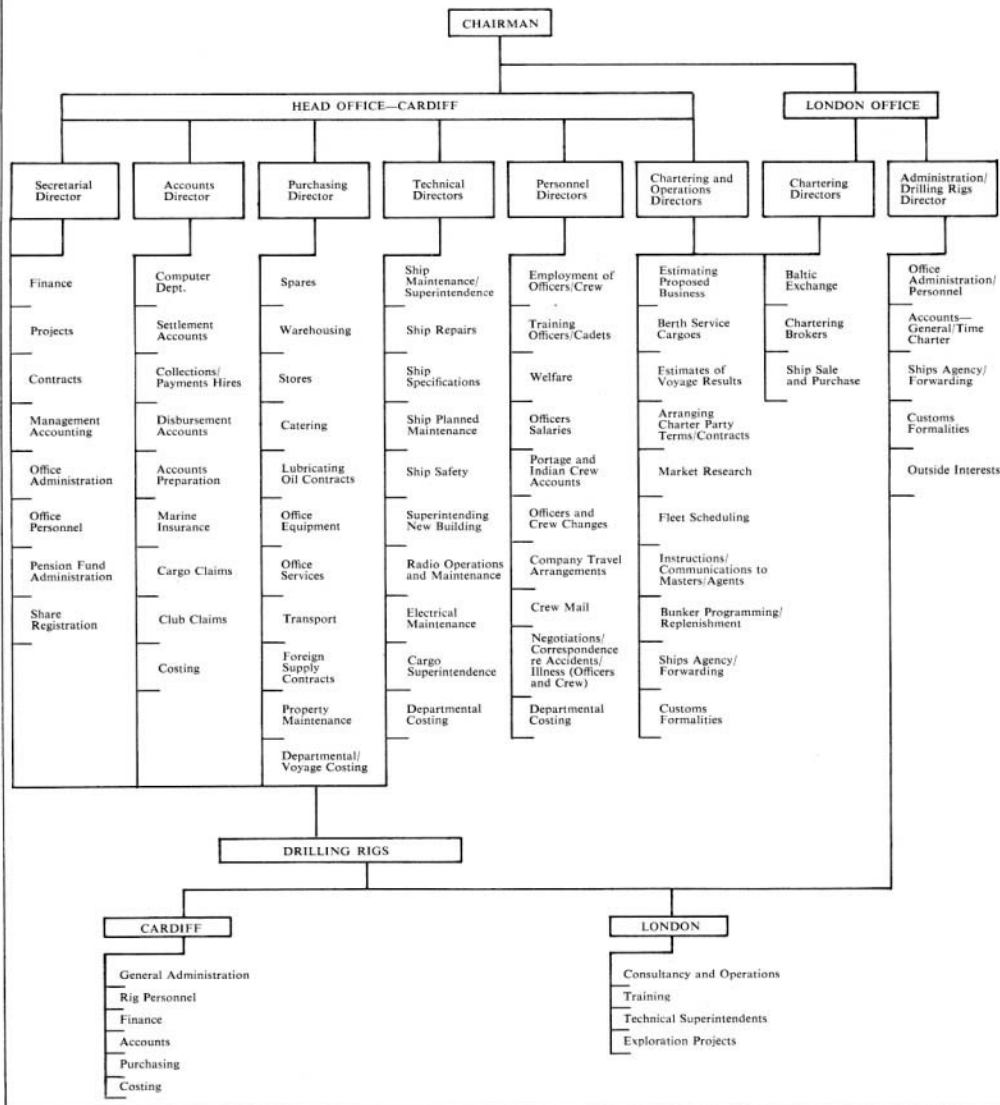 CHAIRMAN
HEAD OFFICE—CARDIFF
LONDON OFFICE
Secretarial
Director
Accounts
Director
Purchasing
Director
Technical
Directors
Personnel
Directors
Chartering and
Operations
Directors
Chartering
Directors
Administration/
Drilling Rigs
Director
Finance
Projects
Contracts
Management
Accounting
Office
Administration
Office
Personnel
Pension Fund
Administration
Share
Registration
Computer
Dept.
Settlement
Accounts
Collections/
Payments Hires
Disbursement
Accounts
Accounts
Preparation
Marine
Insurance
Cargo Claims
Club Claims
Costing
Spares
Warehousing
Stores
Catering
Lubricating
Oil Contracts
Office
Equipment
Office
Services
Transport
Foreign
Supply
Contracts
Property
Maintenance
Departmental/
Voyage Costing
Ship
Maintenance/
Superintendence
Ship Repairs
Ship
Specifications
Ship Planned
Maintenance
Ship Safety
Superintending
New Building
Radio Operations
and Maintenance
Electrical
Maintenance
Cargo
Superintendence
Departmental
Costing
Employment of
Officers/Crew
Training
Officers/Cadets
Welfare
Officers
Salaries
Portage and
Indian Crew
Accounts
Officers and
Crew Changes
Company Travel
Arrangements
Crew Mail
Negotiations/
Correspondence
re Accidents/
Illness (Officers
and Crew)
Departmental
Costing
Estimating
Proposed
Business
Berth Service
Cargoes
Estimates of
Voyage Results
Arranging
Charter Party
Terms/Contracts
Market Research
Fleet Scheduling
Instructions/
Communications to
Masters/Agents
Bunker Programming/
Replenishment
Ships Agency/
Forwarding
Customs
Formalities
Baltic
Exchange
Chartering
Brokers
Ship Sale
and Purchase
Office
Administration/
Personnel
Accounts—
General/Time
Charter
Ships Agency/
Forwarding
Customs
Formalities
Outside Interests
DRILLING RIGS
CARDIFF
General Administration
Rig Personnel
Finance
Accounts
Purchasing
Costing
LONDON
Consultancy and Operations
Training
Technical Superintendents
Exploration Projects